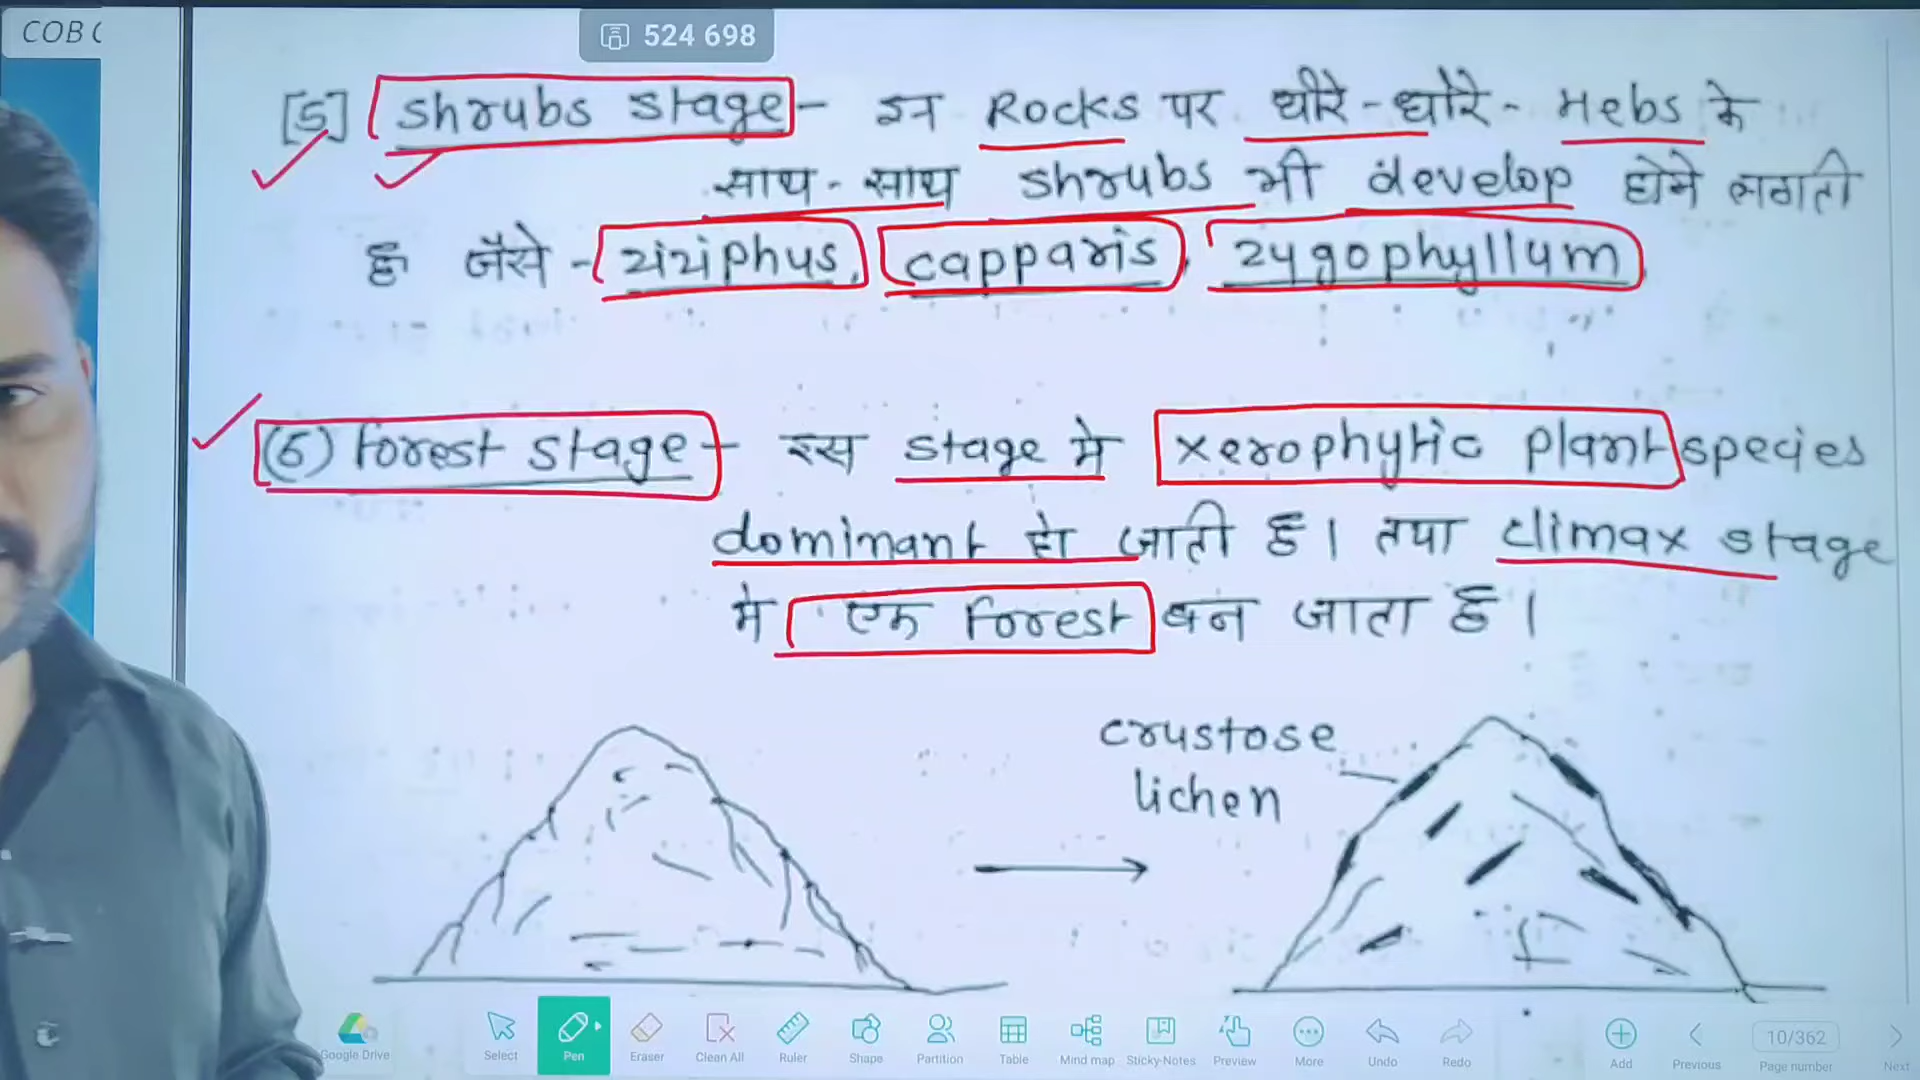 COB C
524 698
[5] Shrubs stage - इन Rocks पर धीरे-धीरे - Hebs के
साथ-साथ shrubs भी develop होने लगती
है जैसे - ziziphus, capparis, zygophyllum
(6) Forest stage - इस stage मे xerophytic plant species
dominant हो जाती है। तथा climax stage
मे एक Forest बन जाता है।
crustose
lichen
Google Drive
Select
Pen
Eraser
Clean All
Ruler
Shape
Partition
Table
Mind map
Sticky-Notes
Preview
More
Undo
Redo
Add
Previous
10/362
Page number
Next